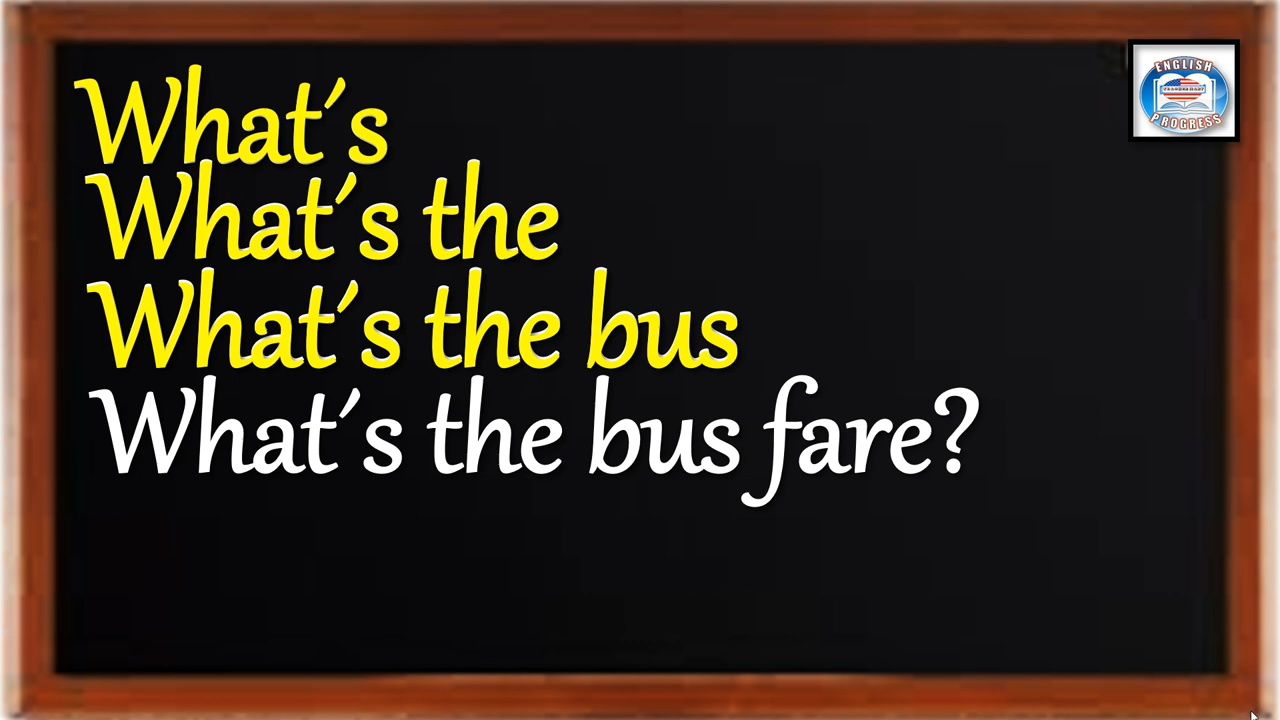 What's
What's the
What's the bus
What's the bus fare?
ENGLISH
PROGRESS